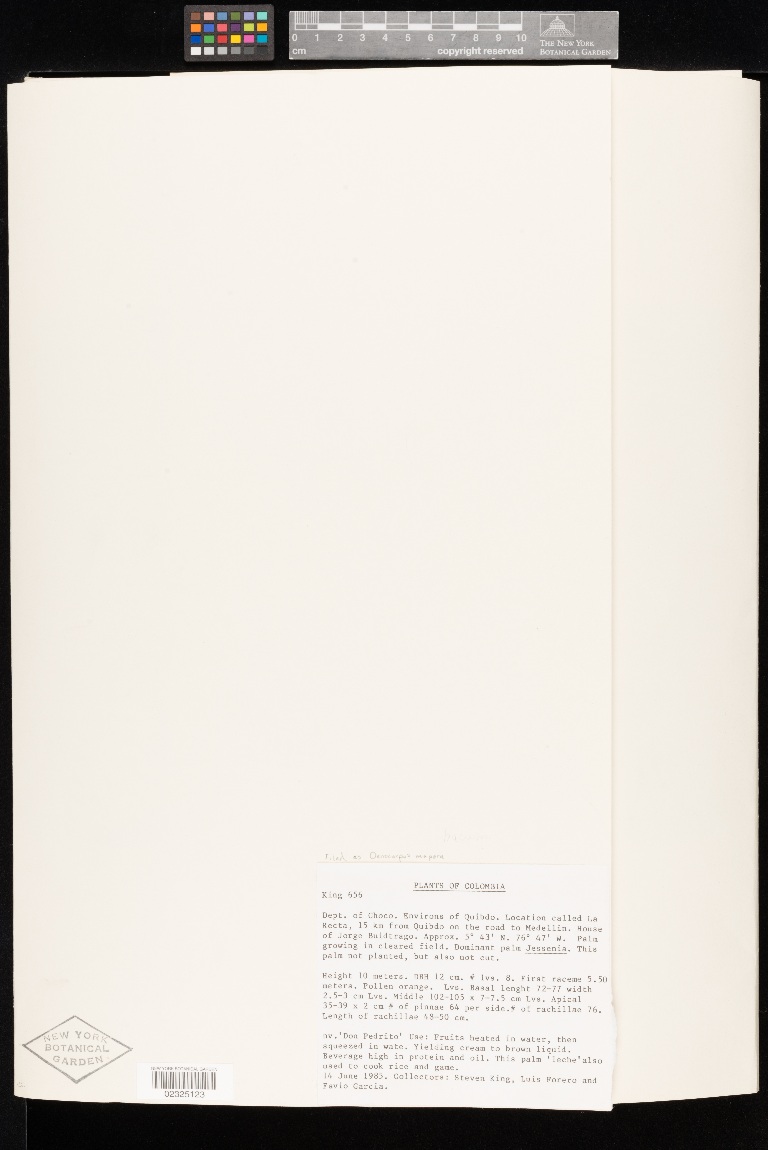 0 1 2 3 4 5 6 7 8 9 10
cm
copyright reserved
THE NEW YORK
BOTANICAL GARDEN
PLANTS OF COLOMBIA
King 656
Dept. of Choco. Environs of Quibdo. Location called La
Recta, 15 km from Quibdo on the road to Medellin. House
of Jorge Buidtrago. Approx. 5° 43' N. 76° 47' W. Palm
growing in cleared field. Dominant palm Jessenia. This
palm not planted, but also not cut.
Height 10 meters. DBH 12 cm. # lvs. 8. First raceme 5.50
meters. Pollen orange. Lvs. Basal lenght 72-77 width
2.5-3 cm Lvs. Middle 102-105 x 7-7.5 cm Lvs. Apical
35-39 x 2 cm # of pinnae 64 per side.# of rachillae 76.
Length of rachillae 48-50 cm.
nv.'Don Pedrito' Use: Fruits heated in water, then
squeezed in wate. Yielding cream to brown liquid.
Beverage high in protein and oil. This palm 'leche'also
used to cook rice and game.
14 June 1983. Collectors: Steven King, Luis Forero and
Favio Garcia.
NEW YORK
BOTANICAL
GARDEN
NEW YORK BOTANICAL GARDEN
02325123